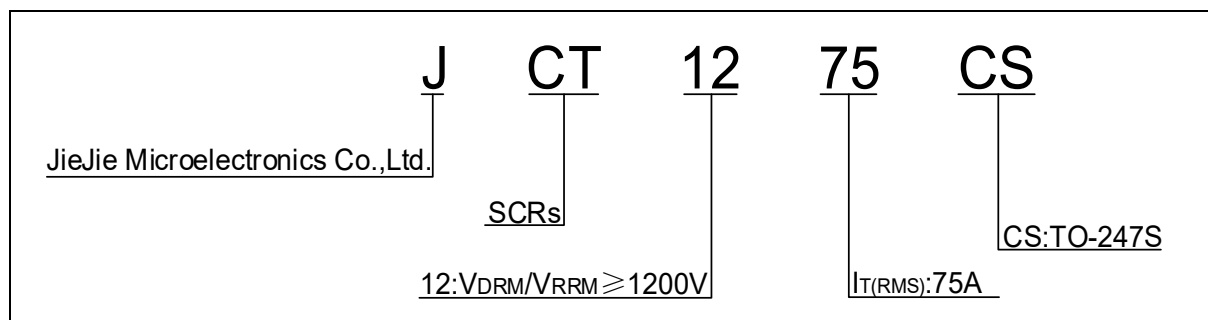 J CT 12 75 CS
JieJie Microelectronics Co.,Ltd.
SCRs
CS:TO-247S
12:VDRM/VRRM≥1200V
IT(RMS):75A